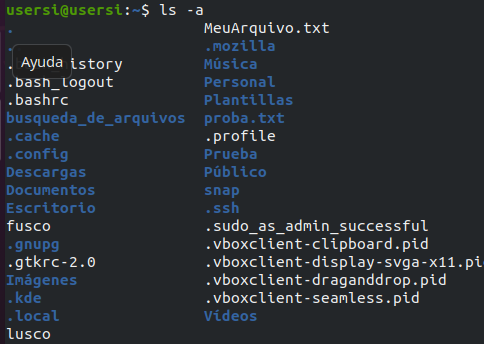 usersi@usersi:~$ ls -a
. MeuArquivo.txt
. .mozilla
Ayuda
istory Música
.bash_logout Personal
.bashrc Plantillas
busqueda_de_arquivos proba.txt
.cache .profile
.config Prueba
Descargas Público
Documentos snap
Escritorio .ssh
fusco .sudo_as_admin_successful
.gnupg .vboxclient-clipboard.pid
.gtkrc-2.0 .vboxclient-display-svga-x11.pi
Imágenes .vboxclient-draganddrop.pid
.kde .vboxclient-seamless.pid
.local Vídeos
lusco